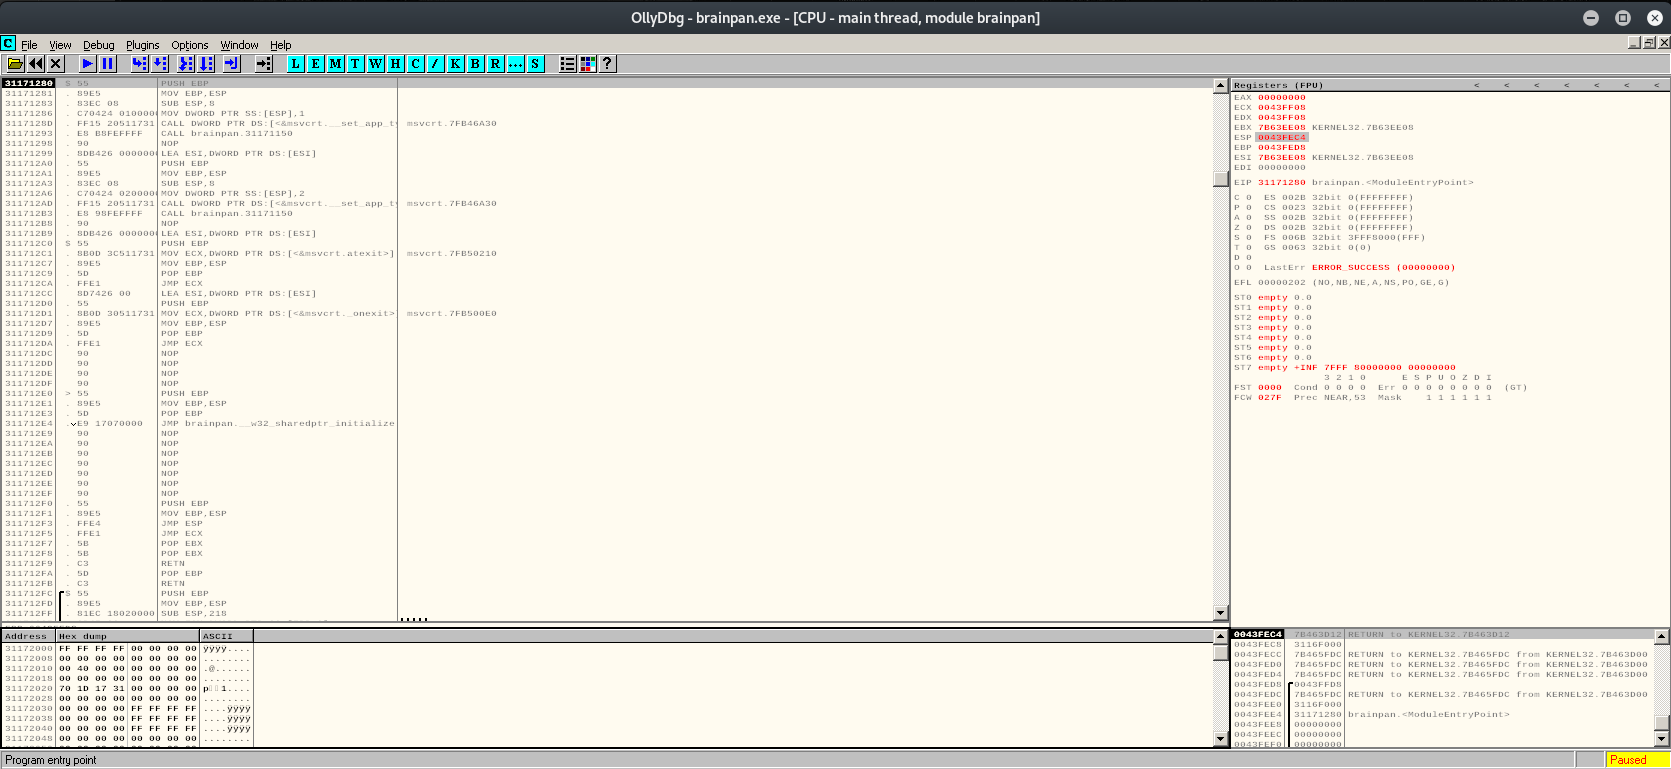 OllyDbg - brainpan.exe - [CPU - main thread, module brainpan]
C File View Debug Plugins Options Window Help
L E M T W H C / K B R ... S ?
31171280 $ 55 PUSH EBP
31171281 . 89E5 MOV EBP,ESP
31171283 . 83EC 08 SUB ESP,8
31171286 . C70424 0100000 MOV DWORD PTR SS:[ESP],1
3117128D . FF15 20511731 CALL DWORD PTR DS:[<&msvcrt.__set_app_ty msvcrt.7FB46A30
31171293 . E8 B8FEFFFF CALL brainpan.31171150
31171298 . 90 NOP
31171299 . 8DB426 0000000 LEA ESI,DWORD PTR DS:[ESI]
311712A0 . 55 PUSH EBP
311712A1 . 89E5 MOV EBP,ESP
311712A3 . 83EC 08 SUB ESP,8
311712A6 . C70424 0200000 MOV DWORD PTR SS:[ESP],2
311712AD . FF15 20511731 CALL DWORD PTR DS:[<&msvcrt.__set_app_ty msvcrt.7FB46A30
311712B3 . E8 98FEFFFF CALL brainpan.31171150
311712B8 . 90 NOP
311712B9 . 8DB426 0000000 LEA ESI,DWORD PTR DS:[ESI]
311712C0 $ 55 PUSH EBP
311712C1 . 8B0D 3C511731 MOV ECX,DWORD PTR DS:[<&msvcrt.atexit>] msvcrt.7FB50210
311712C7 . 89E5 MOV EBP,ESP
311712C9 . 5D POP EBP
311712CA . FFE1 JMP ECX
311712CC 8D7426 00 LEA ESI,DWORD PTR DS:[ESI]
311712D0 . 55 PUSH EBP
311712D1 . 8B0D 30511731 MOV ECX,DWORD PTR DS:[<&msvcrt._onexit> msvcrt.7FB500E0
311712D7 . 89E5 MOV EBP,ESP
311712D9 . 5D POP EBP
311712DA . FFE1 JMP ECX
311712DC 90 NOP
311712DD 90 NOP
311712DE 90 NOP
311712DF 90 NOP
311712E0 > 55 PUSH EBP
311712E1 . 89E5 MOV EBP,ESP
311712E3 . 5D POP EBP
311712E4 . E9 17070000 JMP brainpan.__w32_sharedptr_initialize
311712E9 90 NOP
311712EA 90 NOP
311712EB 90 NOP
311712EC 90 NOP
311712ED 90 NOP
311712EE 90 NOP
311712EF 90 NOP
311712F0 . 55 PUSH EBP
311712F1 . 89E5 MOV EBP,ESP
311712F3 . FFE4 JMP ESP
311712F5 . FFE1 JMP ECX
311712F7 . 5B POP EBX
311712F8 . 5B POP EBX
311712F9 . C3 RETN
311712FA . 5D POP EBP
311712FB . C3 RETN
311712FC $ 55 PUSH EBP
311712FD . 89E5 MOV EBP,ESP
311712FF . 81EC 18020000 SUB ESP,218
Registers (FPU) < < < < < < <
EAX 00000000
ECX 0043FF08
EDX 0043FF08
EBX 7B63EE08 KERNEL32.7B63EE08
ESP 0043FEC4
EBP 0043FED8
ESI 7B63EE08 KERNEL32.7B63EE08
EDI 00000000
EIP 31171280 brainpan.<ModuleEntryPoint>
C 0 ES 002B 32bit 0(FFFFFFFF)
P 0 CS 0023 32bit 0(FFFFFFFF)
A 0 SS 002B 32bit 0(FFFFFFFF)
Z 0 DS 002B 32bit 0(FFFFFFFF)
S 0 FS 006B 32bit 3FFF8000(FFF)
T 0 GS 0063 32bit 0(0)
D 0
O 0 LastErr ERROR_SUCCESS (00000000)
EFL 00000202 (NO,NB,NE,A,NS,PO,GE,G)
ST0 empty 0.0
ST1 empty 0.0
ST2 empty 0.0
ST3 empty 0.0
ST4 empty 0.0
ST5 empty 0.0
ST6 empty 0.0
ST7 empty +INF 7FFF 80000000 00000000
3 2 1 0 E S P U O Z D I
FST 0000 Cond 0 0 0 0 Err 0 0 0 0 0 0 0 0 (GT)
FCW 027F Prec NEAR,53 Mask 1 1 1 1 1 1
Address Hex dump ASCII
31172000 FF FF FF FF 00 00 00 00 ÿÿÿÿ....
31172008 00 00 00 00 00 00 00 00 ........
31172010 00 40 00 00 00 00 00 00 .@......
31172018 00 00 00 00 00 00 00 00 ........
31172020 70 1D 17 31 00 00 00 00 p1....
31172028 00 00 00 00 00 00 00 00 ........
31172030 00 00 00 00 FF FF FF FF ....ÿÿÿÿ
31172038 00 00 00 00 00 00 00 00 ........
31172040 00 00 00 00 FF FF FF FF ....ÿÿÿÿ
31172048 00 00 00 00 00 00 00 00 ........
0043FEC4 7B463D12 RETURN to KERNEL32.7B463D12
0043FEC8 3116F000
0043FECC 7B465FDC RETURN to KERNEL32.7B465FDC from KERNEL32.7B463D00
0043FED0 7B465FDC RETURN to KERNEL32.7B465FDC from KERNEL32.7B463D00
0043FED4 7B465FDC RETURN to KERNEL32.7B465FDC from KERNEL32.7B463D00
0043FED8 0043FFD8
0043FEDC 7B465FDC RETURN to KERNEL32.7B465FDC from KERNEL32.7B463D00
0043FEE0 3116F000
0043FEE4 31171280 brainpan.<ModuleEntryPoint>
0043FEE8 00000000
0043FEEC 00000000
0043FEF0 00000000
Program entry point Paused